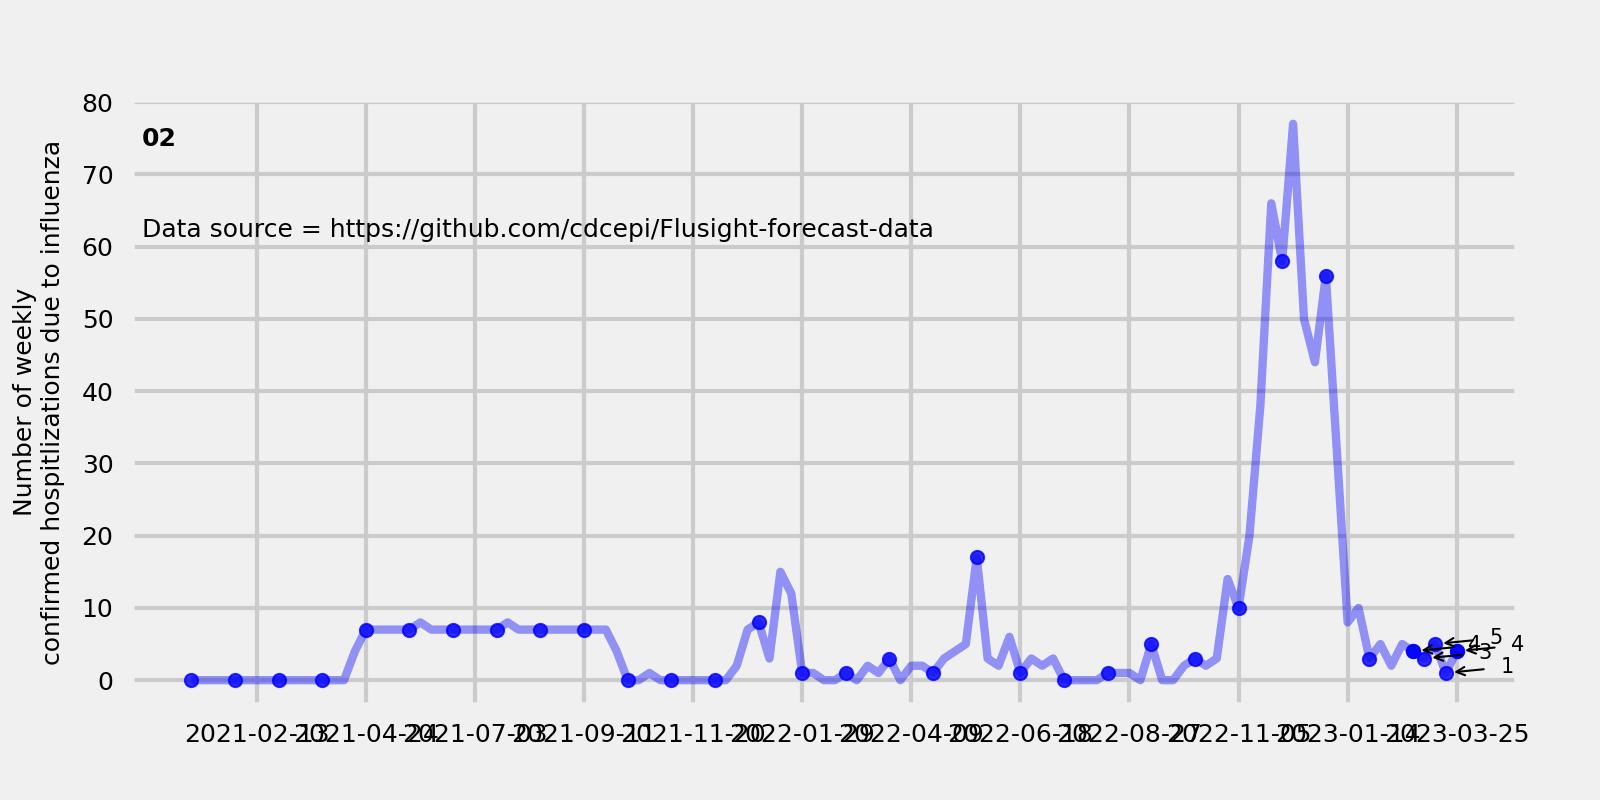 80
02
70
Data source = https://github.com/cdcepi/Flusight-forecast-data
60
50
40
30
20
10
0
Number of weekly
confirmed hospitlizations due to influenza
4 3 5 1 4
2021-02-13 2021-04-24 2021-07-03 2021-09-11 2021-11-20 2022-01-29 2022-04-09 2022-06-18 2022-08-27 2022-11-05 2023-01-14 2023-03-25